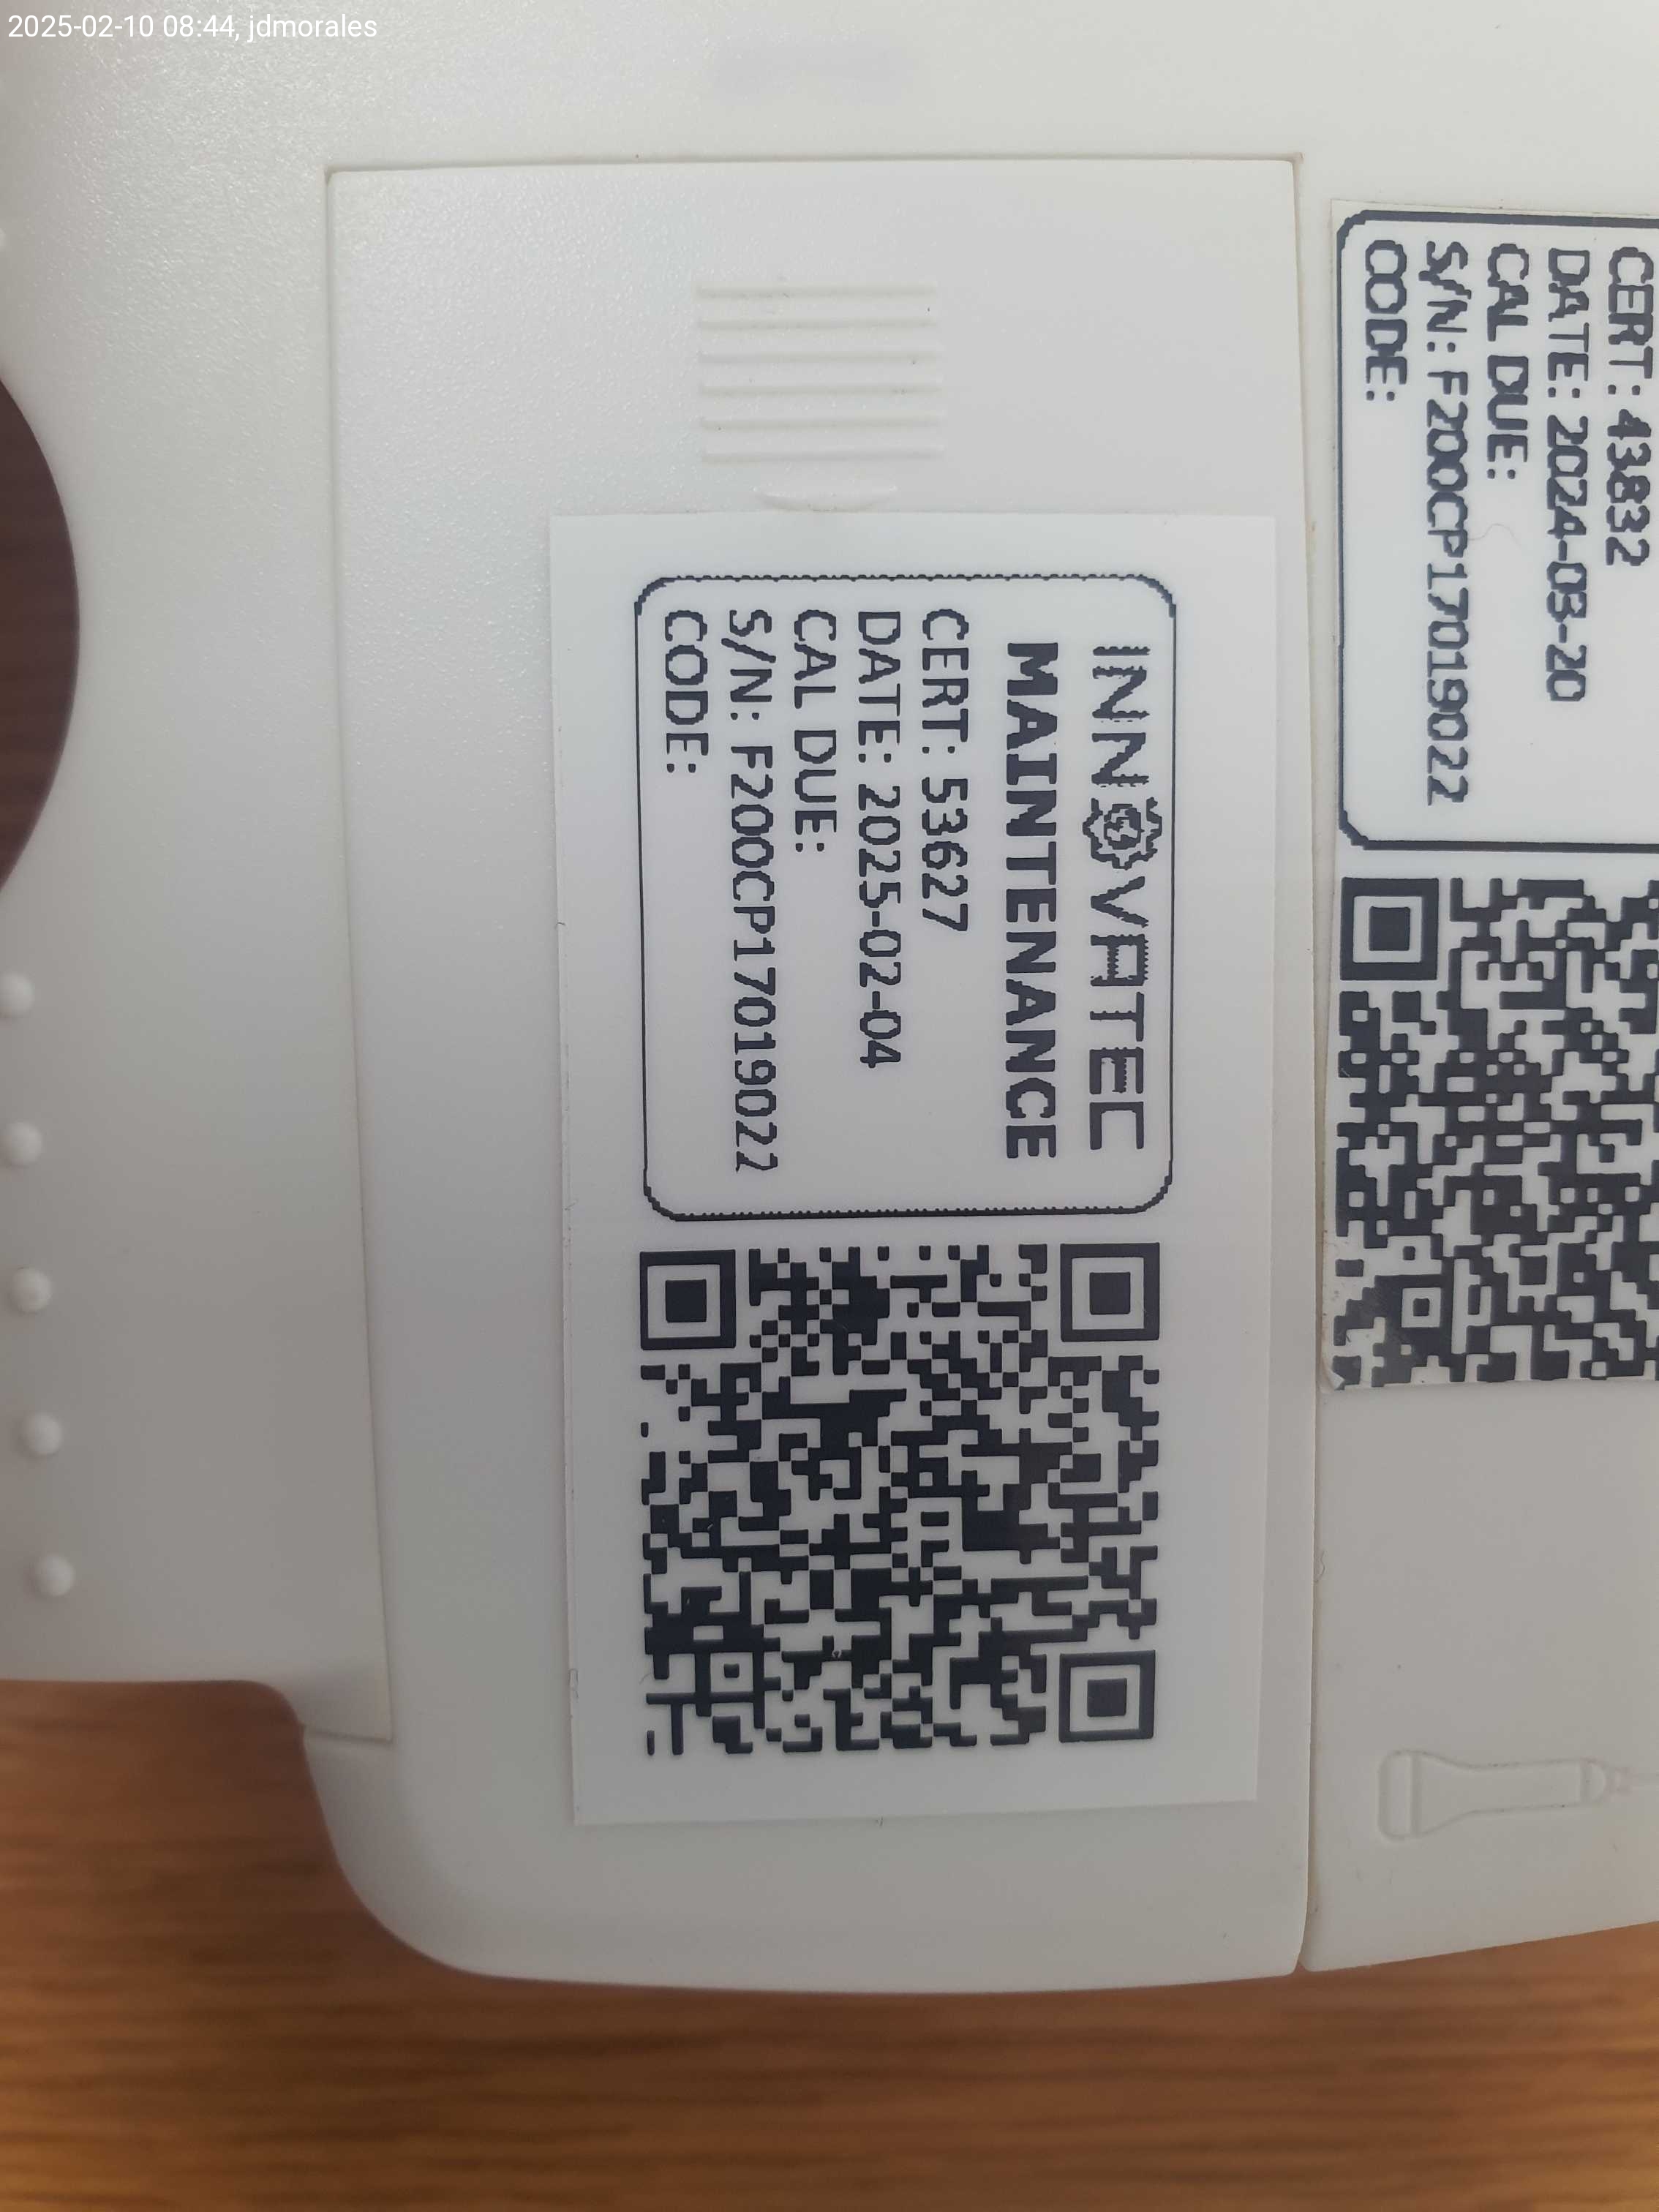 2025-02-10 08:44, jdmorales
INNOVATEC
MAINTENANCE
CERT: 53627
DATE: 2025-02-04
CAL DUE:
S/N: F200CP17019022
CODE:
CERT: 43832
DATE: 2024-03-20
CAL DUE:
S/N: F200CP17019022
CODE: